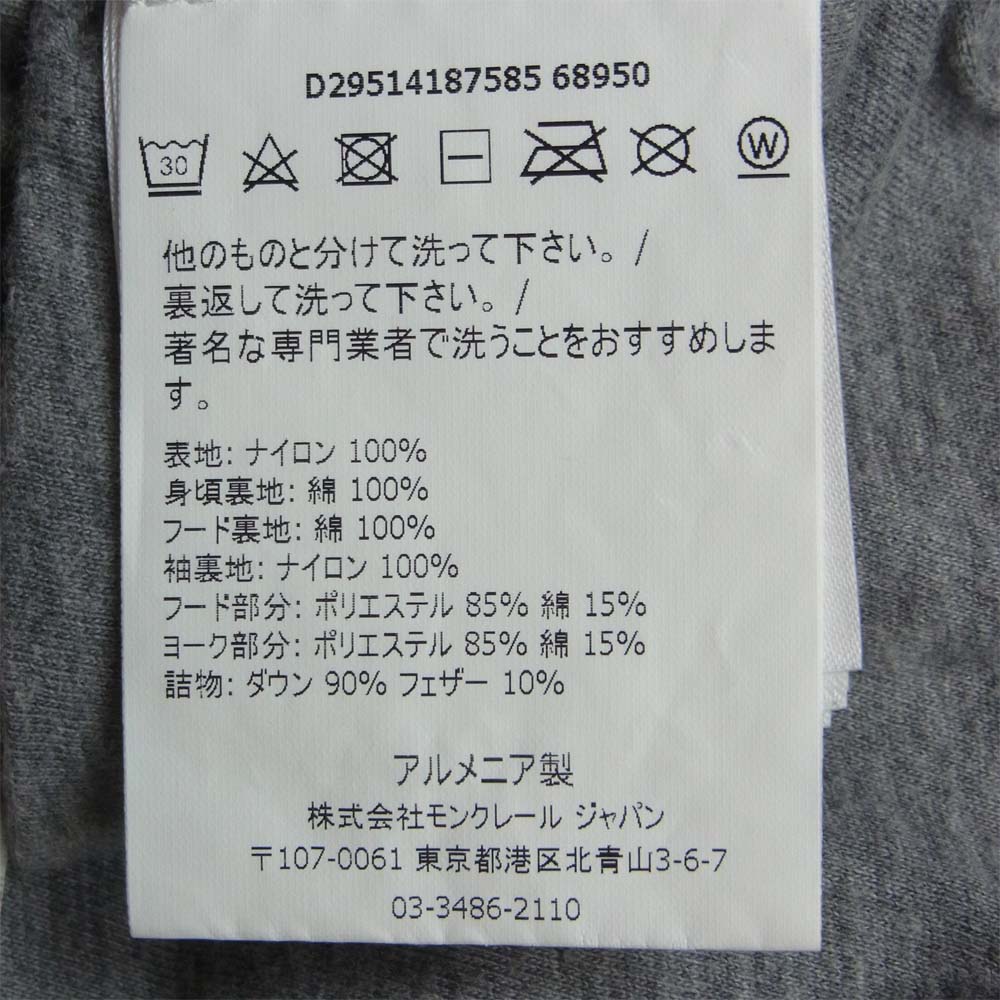 D29514187585 68950
30 W
他のものと分けて洗って下さい。/
裏返して洗って下さい。/
著名な専門業者で洗うことをおすすめしま
す。
表地: ナイロン 100%
身頃裏地: 綿 100%
フード裏地: 綿 100%
袖裏地: ナイロン 100%
フード部分: ポリエステル 85% 綿 15%
ヨーク部分: ポリエステル 85% 綿 15%
詰物: ダウン 90% フェザー 10%
アルメニア製
株式会社モンクレール ジャパン
〒107-0061 東京都港区北青山3-6-7
03-3486-2110